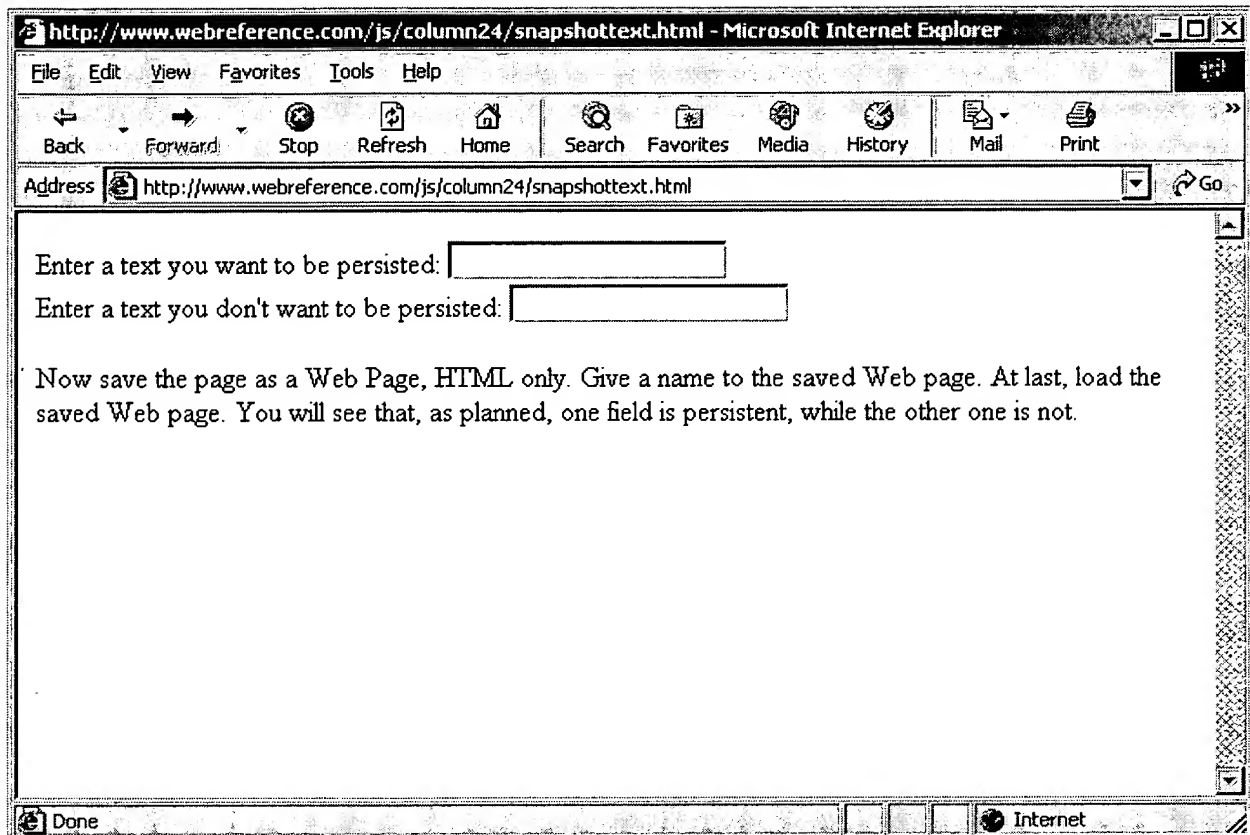 http://www.webreference.com/js/column24/snapshottext.html - Microsoft Internet Explorer
File Edit View Favorites Tools Help
Back Forward Stop Refresh Home Search Favorites Media History Mail Print »
Address http://www.webreference.com/js/column24/snapshottext.html Go
Enter a text you want to be persisted:
Enter a text you don't want to be persisted:
Now save the page as a Web Page, HTML only. Give a name to the saved Web page. At last, load the
saved Web page. You will see that, as planned, one field is persistent, while the other one is not.
Done Internet